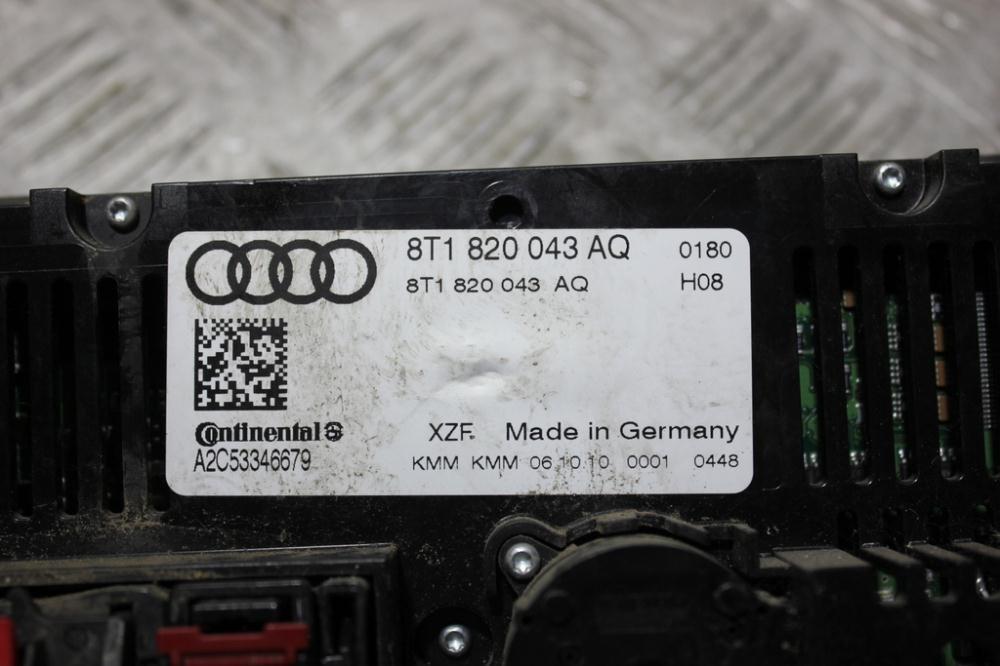 8T1 820 043 AQ 0180
8T1 820 043 AQ H08
Continental
XZF Made in Germany
A2C53346679
KMM KMM 06.10.10 0001 0448